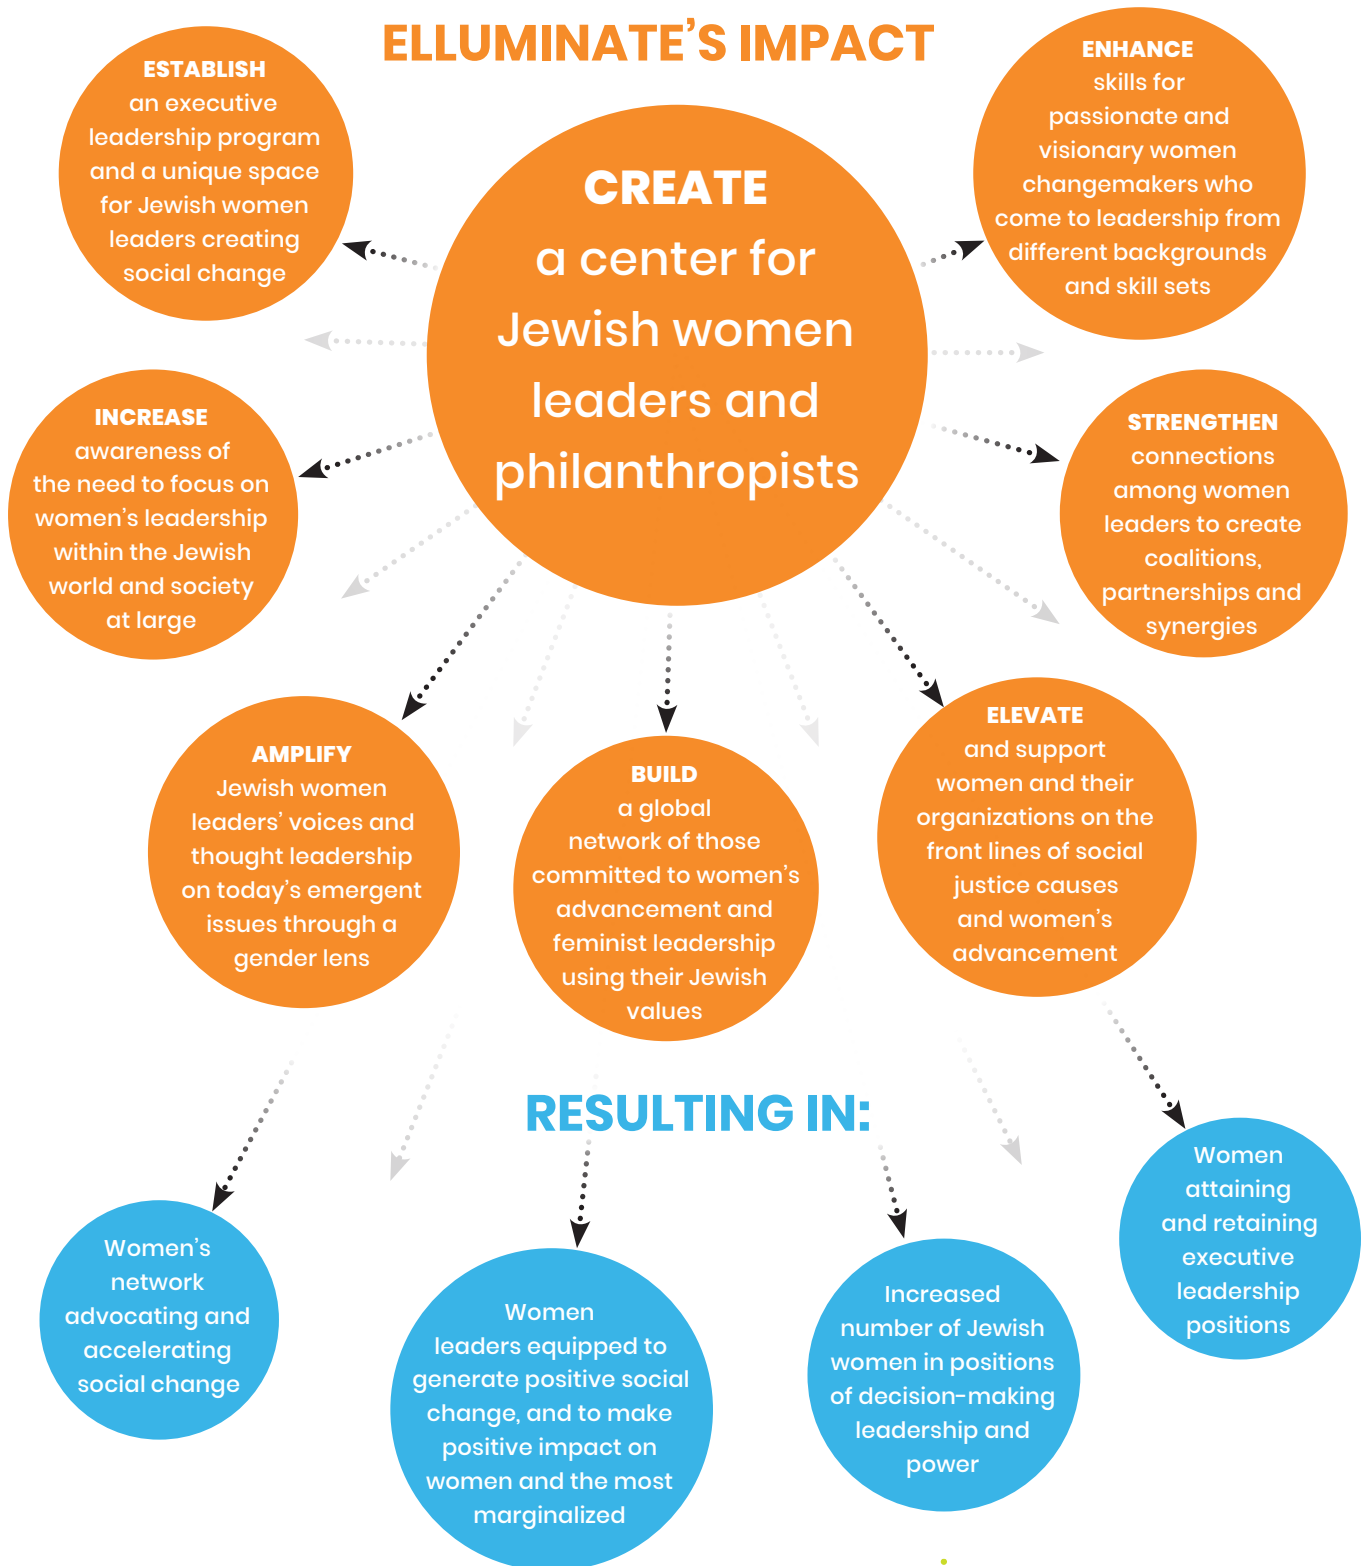 ELLUMINATE’S IMPACT
ESTABLISH
an executive
leadership program
and a unique space
for Jewish women
leaders creating
social change
CREATE
a center for
Jewish women
leaders and
philanthropists
ENHANCE
skills for
passionate and
visionary women
changemakers who
come to leadership from
different backgrounds
and skill sets
INCREASE
awareness of
the need to focus on
women’s leadership
within the Jewish
world and society
at large
STRENGTHEN
connections
among women
leaders to create
coalitions,
partnerships and
synergies
AMPLIFY
Jewish women
leaders’ voices and
thought leadership
on today’s emergent
issues through a
gender lens
BUILD
a global
network of those
committed to women’s
advancement and
feminist leadership
using their Jewish
values
ELEVATE
and support
women and their
organizations on the
front lines of social
justice causes
and women’s
advancement
RESULTING IN:
Women’s
network
advocating and
accelerating
social change
Women
leaders equipped to
generate positive social
change, and to make
positive impact on
women and the most
marginalized
Increased
number of Jewish
women in positions
of decision-making
leadership and
power
Women
attaining
and retaining
executive
leadership
positions